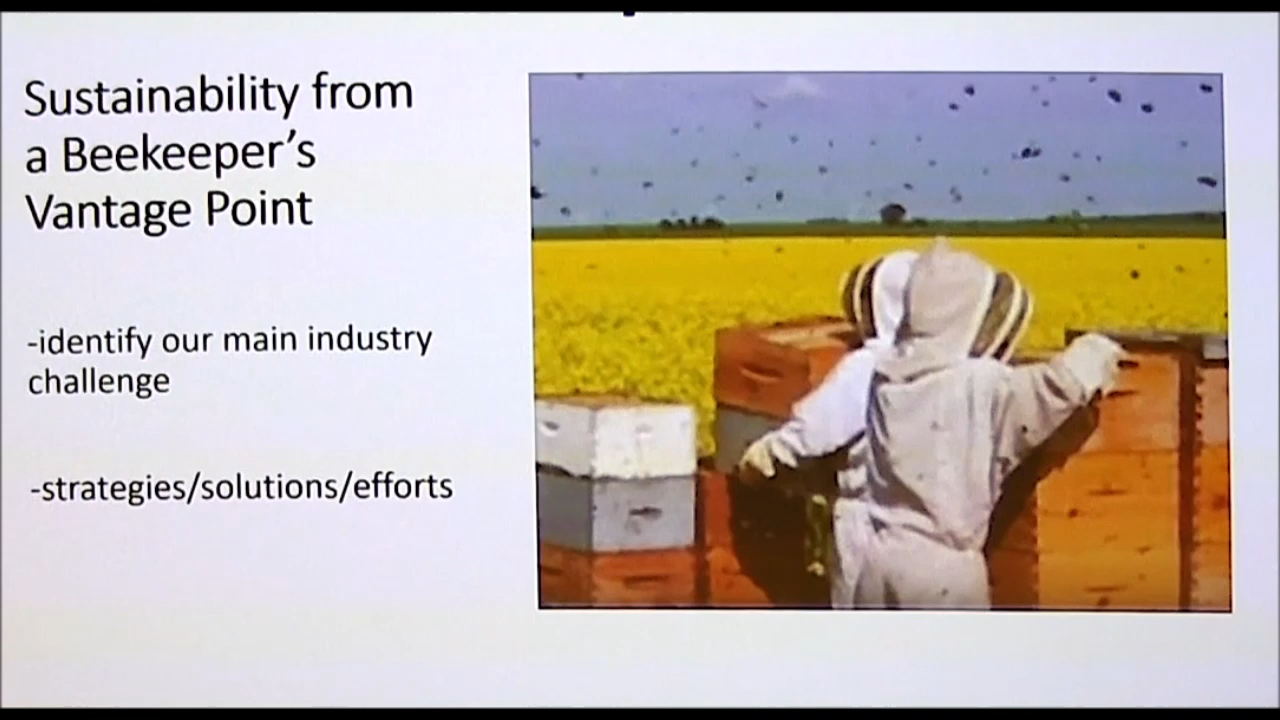 Sustainability from
a Beekeeper's
Vantage Point
-identify our main industry
challenge
-strategies/solutions/efforts